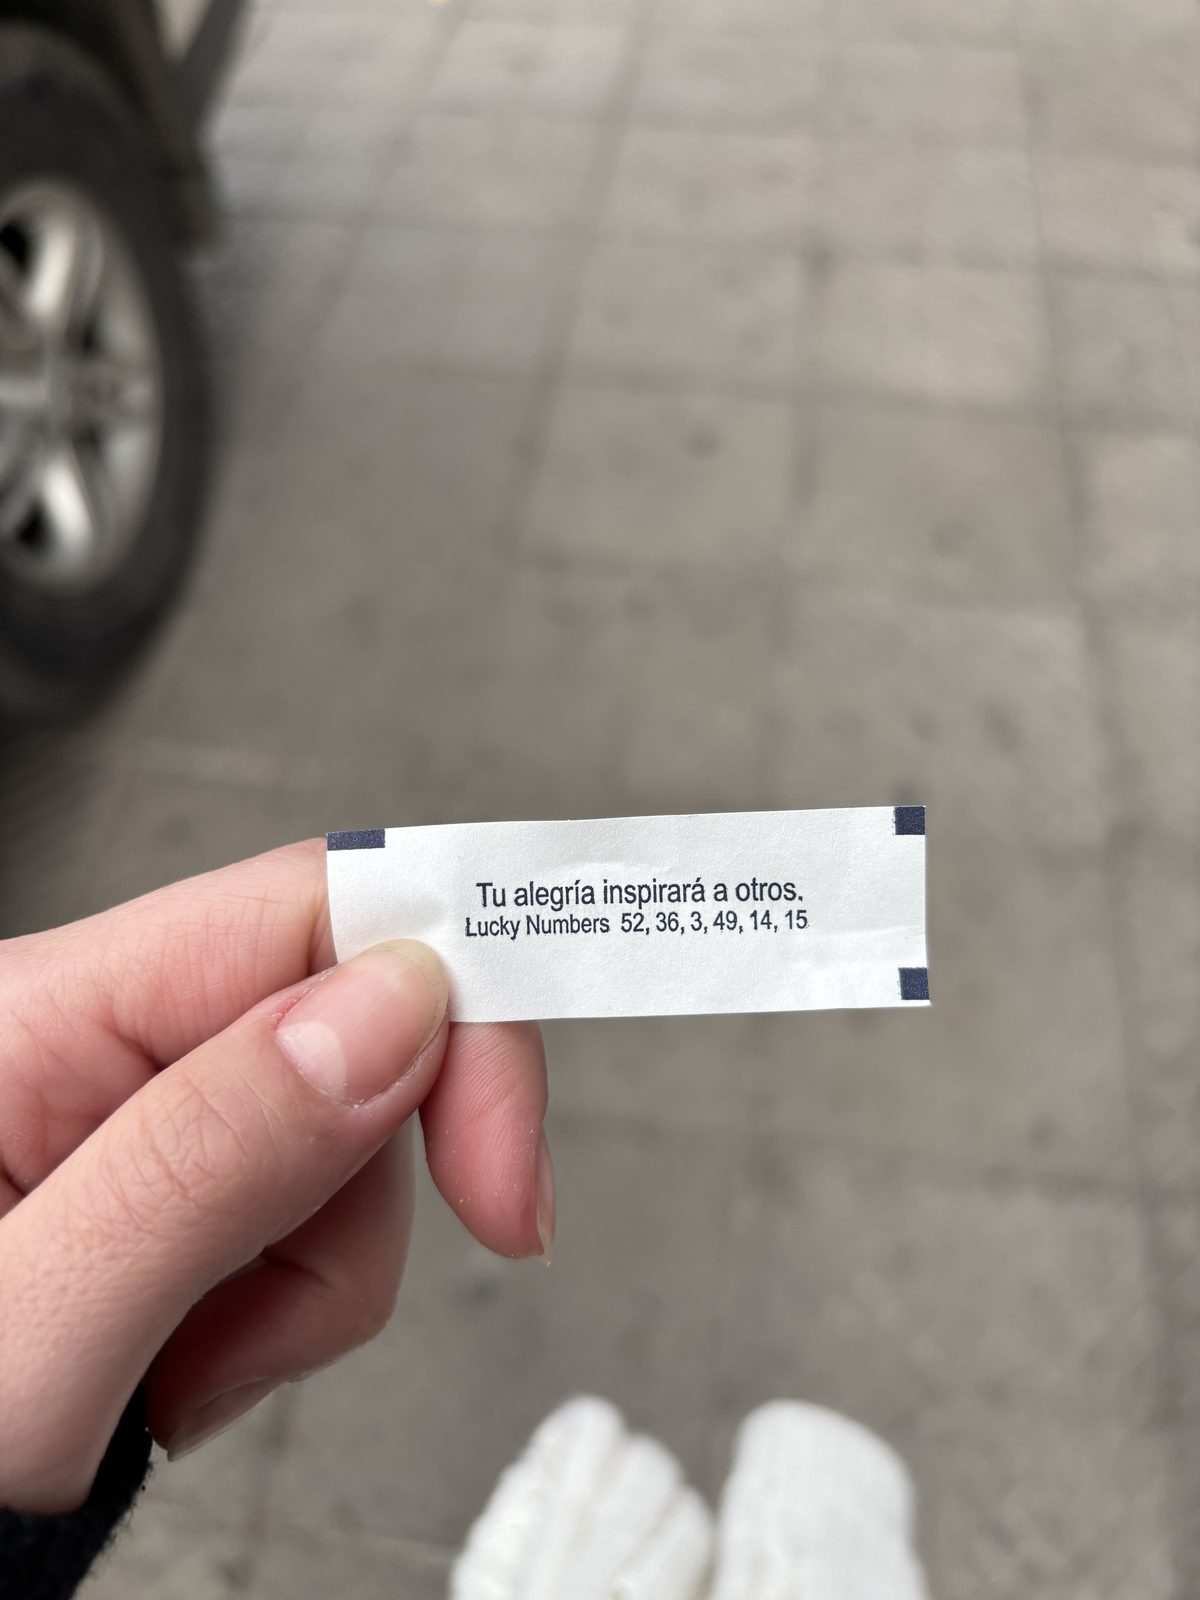 Tu alegría inspirará a otros.
Lucky Numbers 52, 36, 3, 49, 14, 15